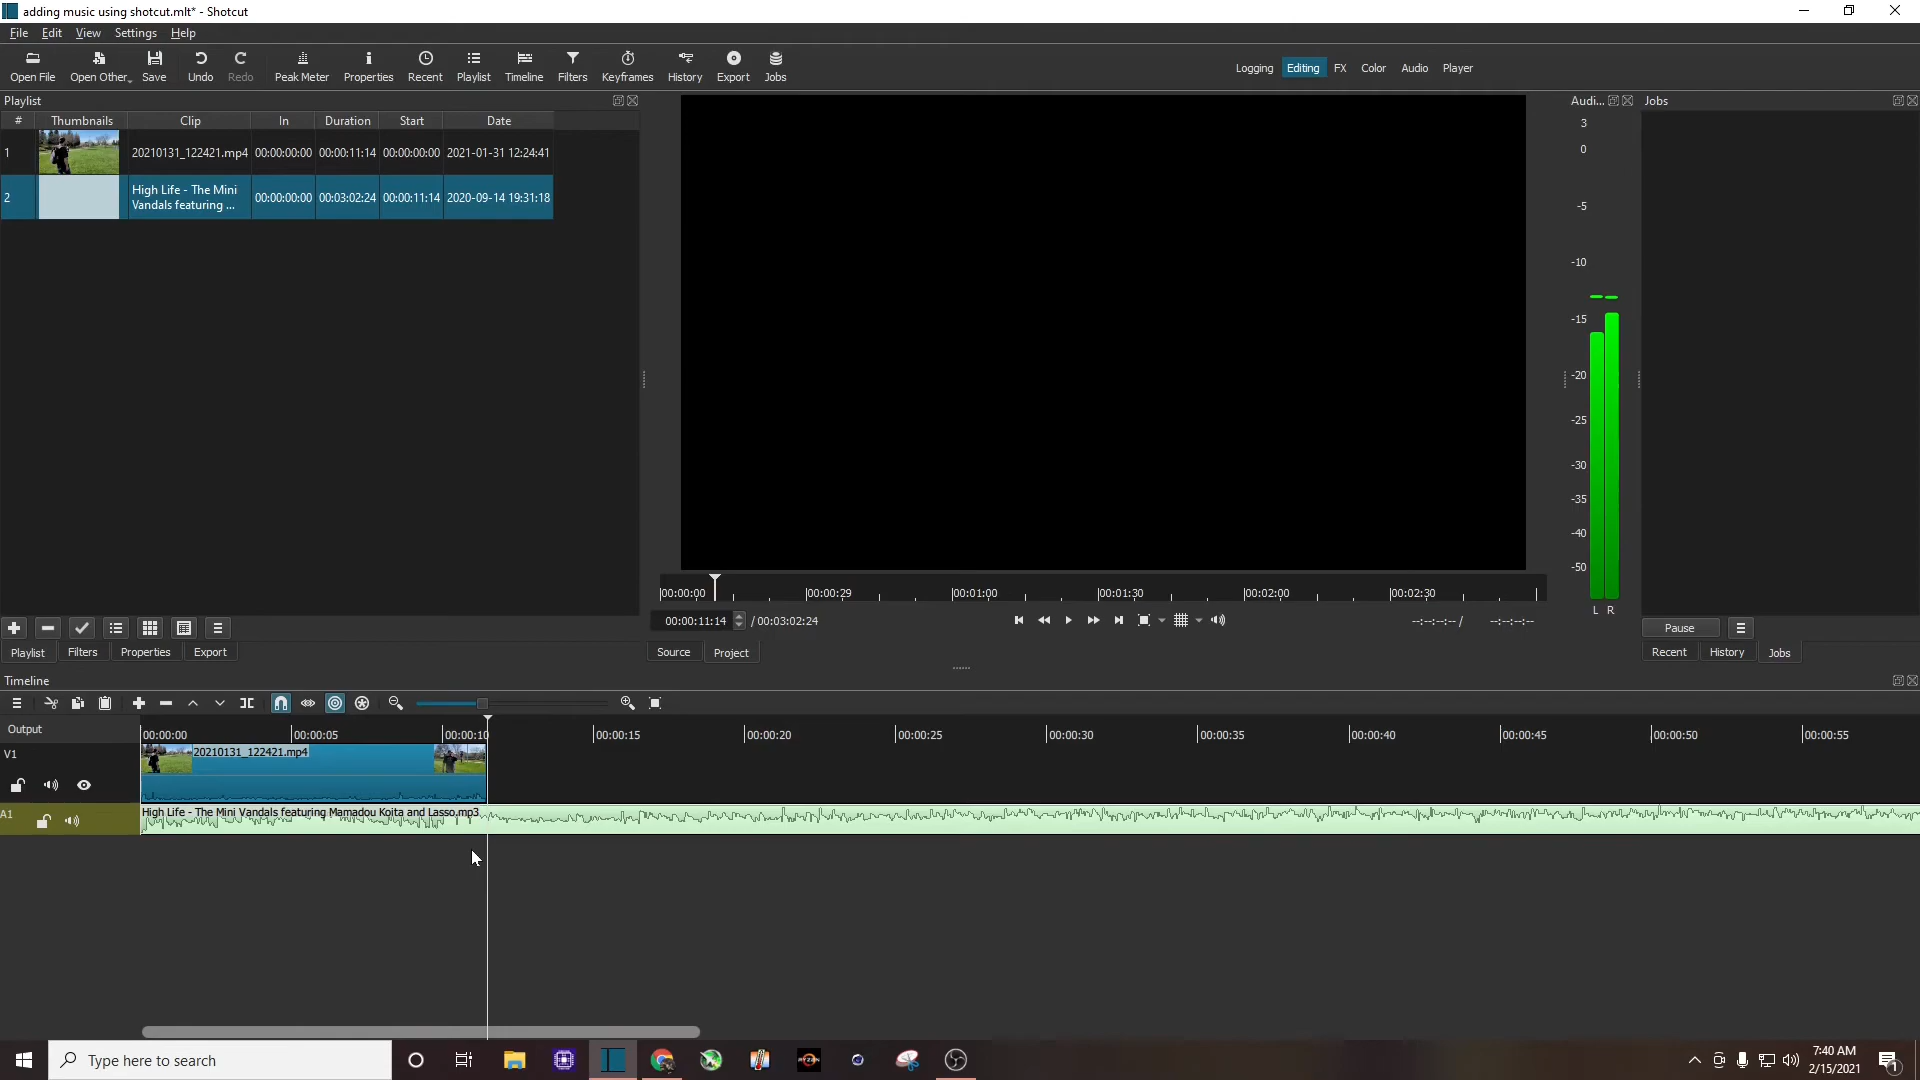 adding music using shotcut.mlt* - Shotcut
File Edit View Settings Help
Open File Open Other Save Undo Redo Peak Meter Properties Recent Playlist Timeline Filters Keyframes History Export Jobs
Logging Editing FX Color Audio Player
Playlist
# Thumbnails Clip In Duration Start Date
1 20210131_122421.mp4 00:00:00:00 00:00:11:14 00:00:00:00 2021-01-31 12:24:41
2 High Life - The Mini
Vandals featuring ... 00:00:00:00 00:03:02:24 00:00:11:14 2020-09-14 19:31:18
Playlist Filters Properties Export
00:00:00 00:00:29 00:01:00 00:01:30 00:02:00 00:02:30
00:00:11:14 / 00:03:02:24 --:--:--:-- / --:--:--:--
Source Project
Audi...
3
0
-5
-10
-15
-20
-25
-30
-35
-40
-50
L R
Jobs
Pause
Recent History Jobs
Timeline
Output 00:00:00 00:00:05 00:00:10 00:00:15 00:00:20 00:00:25 00:00:30 00:00:35 00:00:40 00:00:45 00:00:50 00:00:55
V1 20210131_122421.mp4
A1 High Life - The Mini Vandals featuring Mamadou Koita and Lasso.mp3
Type here to search
RYZEN
7:40 AM
2/15/2021
1